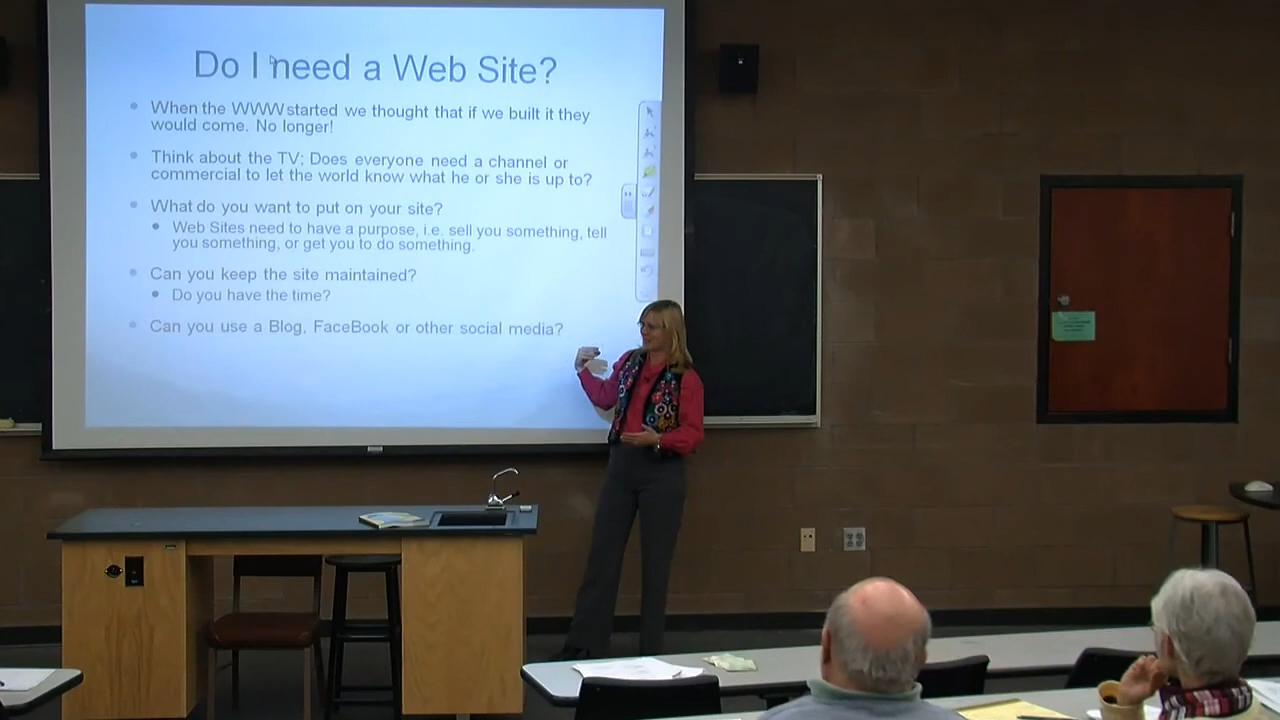 Do I need a Web Site?
When the WWW started we thought that if we built it they
would come. No longer!
Think about the TV; Does everyone need a channel or
commercial to let the world know what he or she is up to?
What do you want to put on your site?
Web Sites need to have a purpose, i.e. sell you something, tell
you something, or get you to do something.
Can you keep the site maintained?
Do you have the time?
Can you use a Blog, FaceBook or other social media?